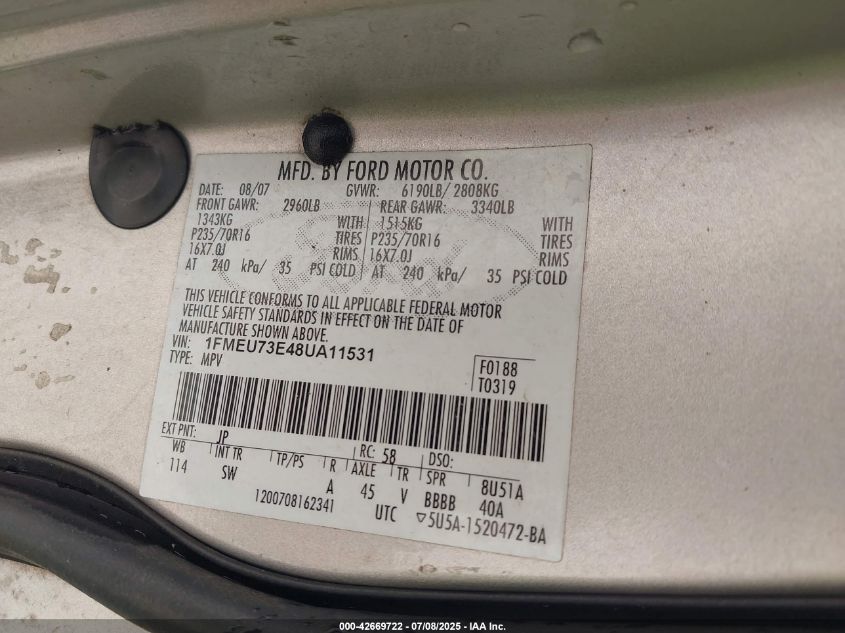 MFD. BY FORD MOTOR CO.
DATE: 08/07 GVWR: 6190LB/ 2808KG
FRONT GAWR: 2960LB REAR GAWR: 3340LB
1343KG WITH 1515KG WITH
P235/70R16 TIRES P235/70R16 TIRES
16X7.0J RIMS 16X7.0J RIMS
AT 240 kPa/ 35 PSI COLD AT 240 kPa/ 35 PSI COLD
THIS VEHICLE CONFORMS TO ALL APPLICABLE FEDERAL MOTOR
VEHICLE SAFETY STANDARDS IN EFFECT ON THE DATE OF
MANUFACTURE SHOWN ABOVE.
VIN: 1FMEU73E48UA11531
TYPE: MPV
F0188
T0319
EXT PNT: JP RC: 58 DSO:
WB INT TR TP/PS R AXLE TR SPR 8U51A
114 SW A 45 V BBBB 40A
1200708162341 UTC ▽5U5A-1520472-BA
000-42669722 | 07/08/2025 - IAA Inc.